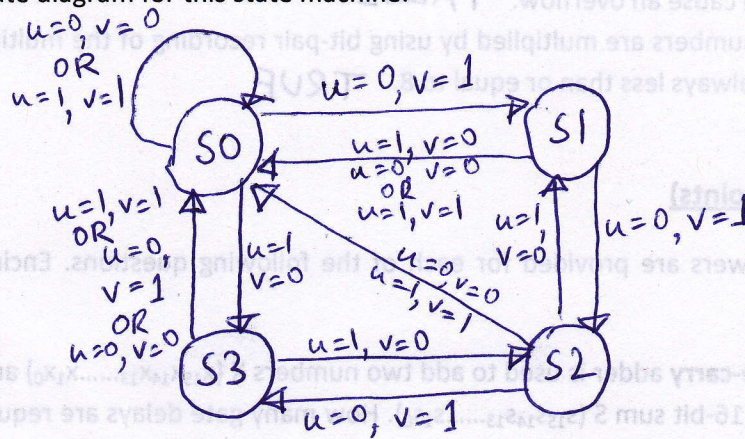 diagram for this state machine.
u=0, v=0
OR
u=1, v=1
S0
u=0, v=1
S1
u=1, v=0
u=0, v=0
OR
u=1, v=1
u=1, v=1
OR
u=0,
v=1
OR
u=0, v=0
u=1
v=0
u=0, v=0
u=1, v=1
u=1,
v=0
u=0, v=1
S3
u=1, v=0
S2
u=0, v=1